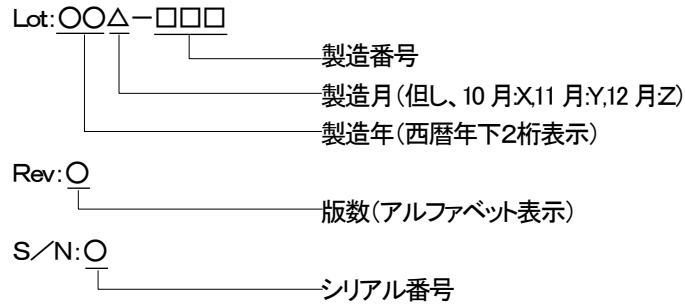 Lot:○○△－□□□
製造番号
製造月（但し、10月:X,11月:Y,12月:Z）
製造年（西暦年下2桁表示）
Rev:○
版数（アルファベット表示）
S／N:○
シリアル番号